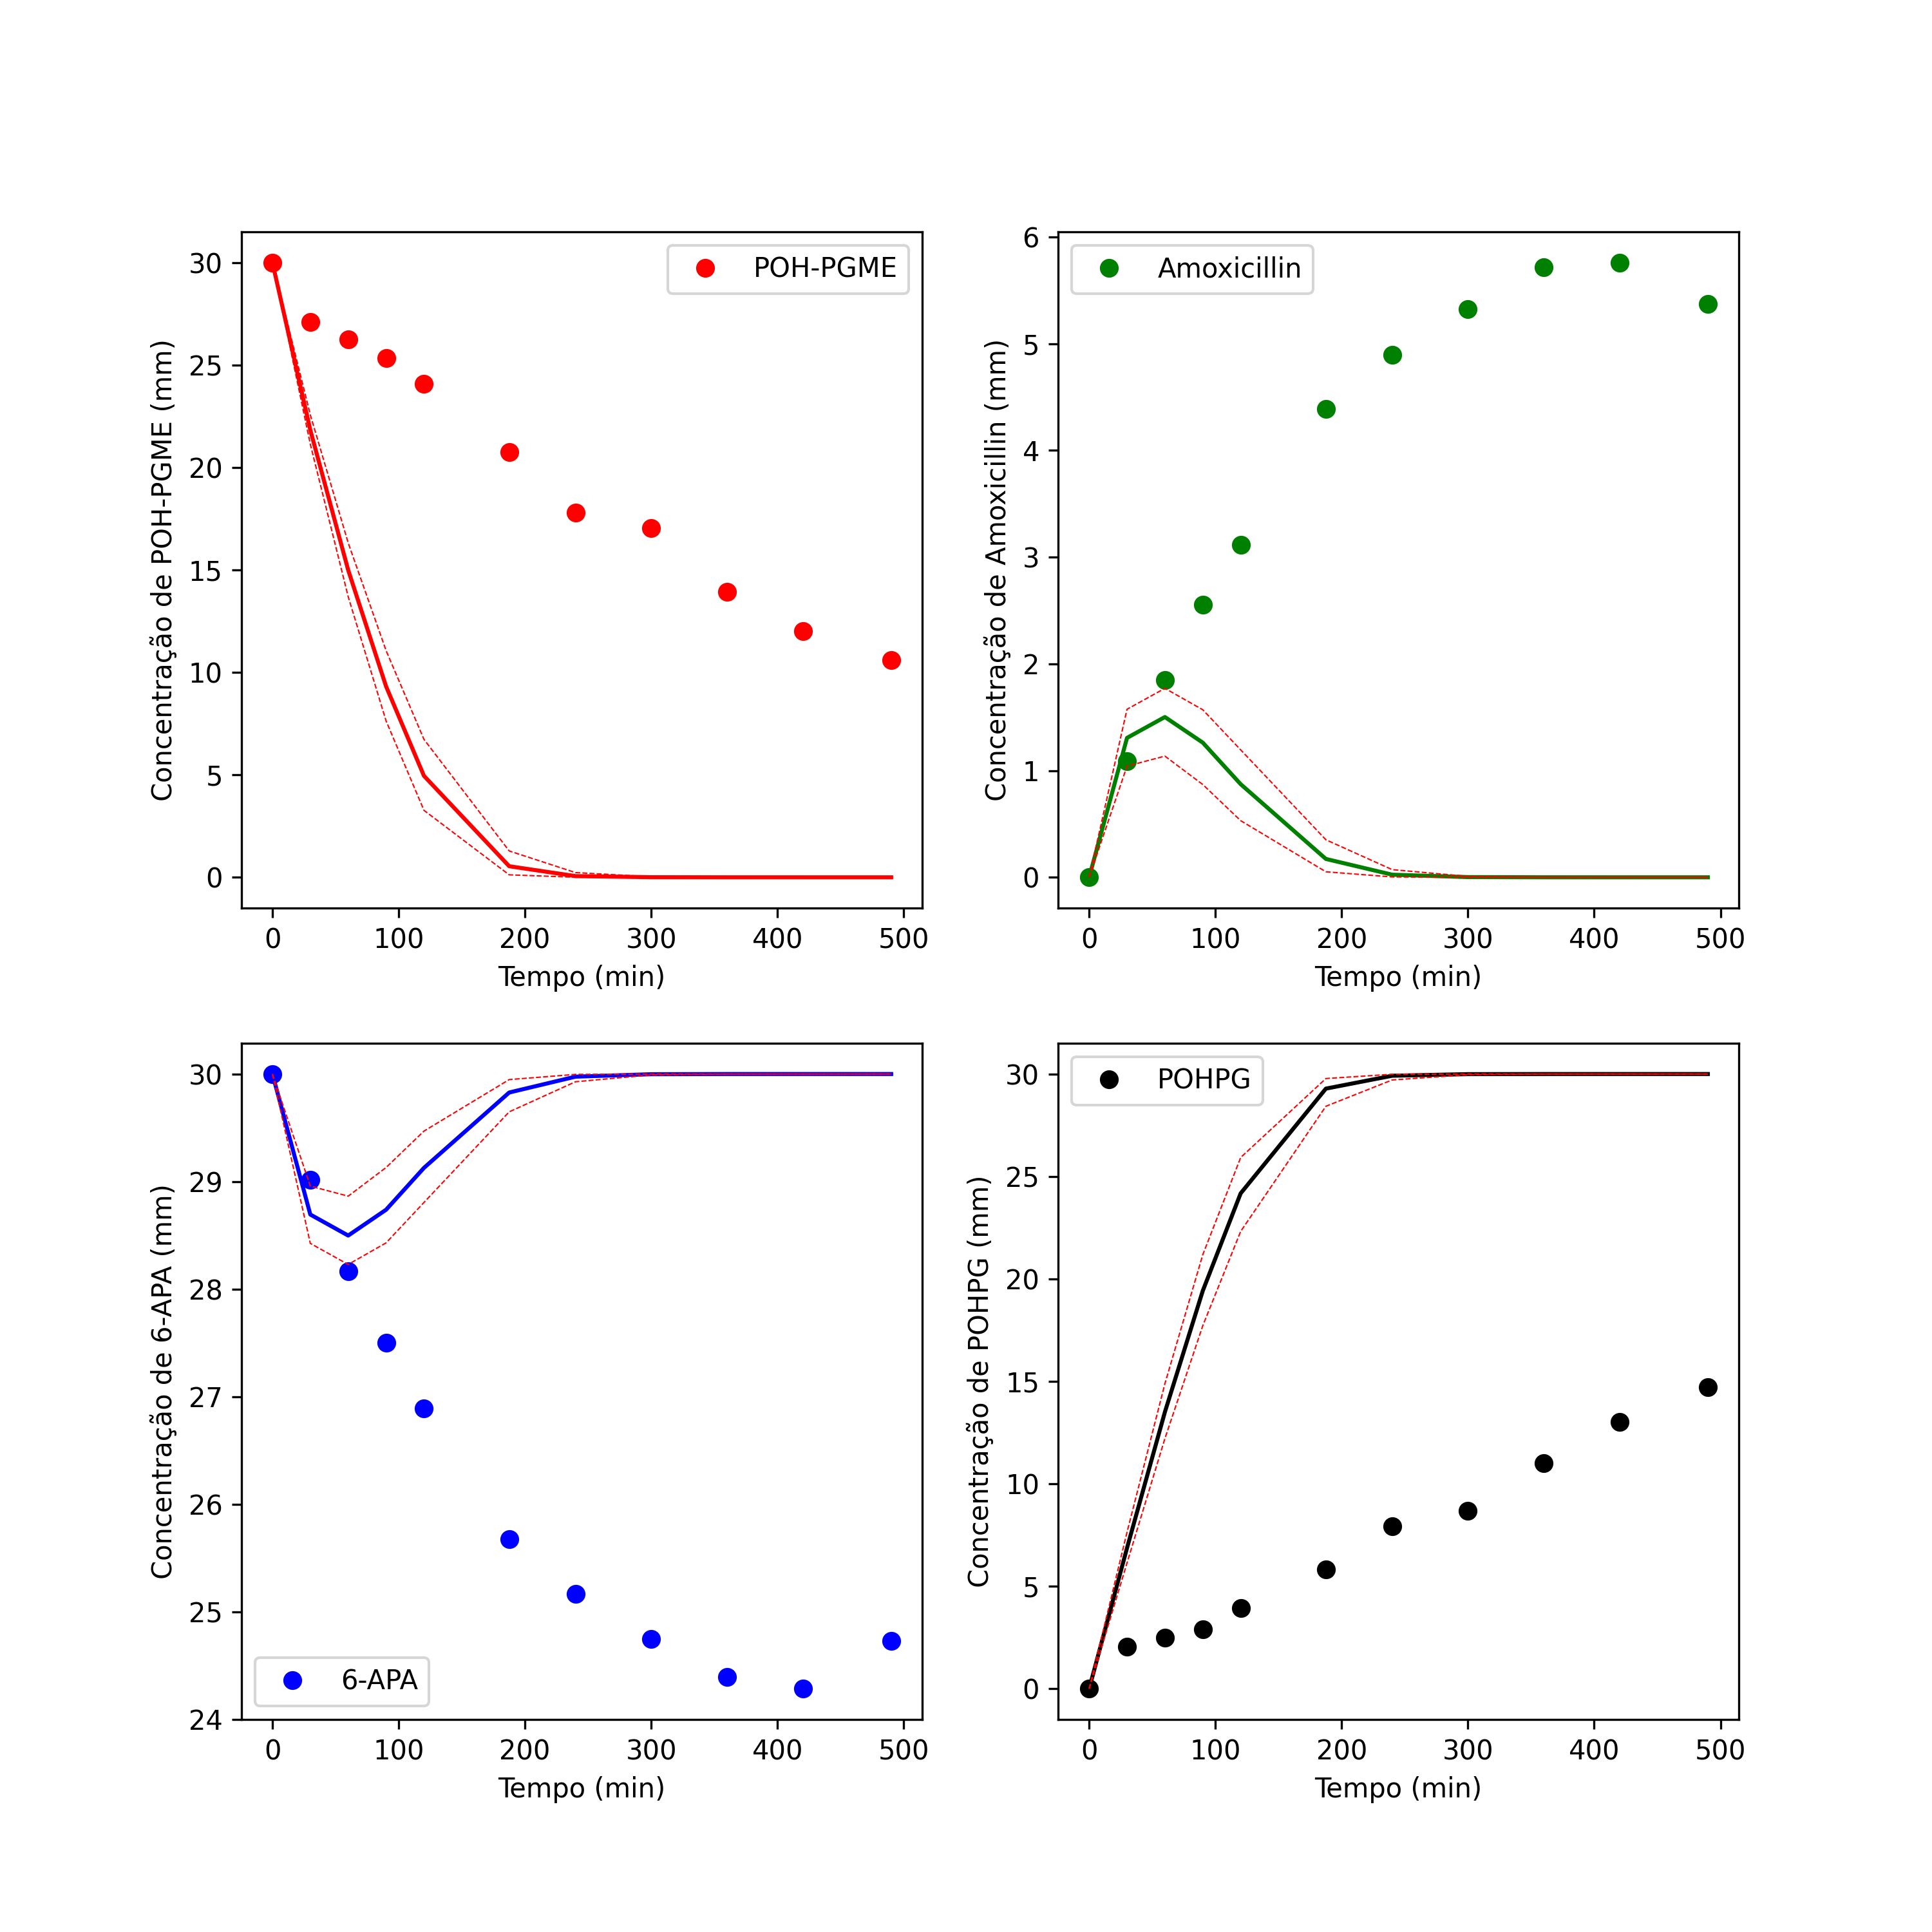 Concentração de POH-PGME (mm)
30
25
20
15
10
5
0
POH-PGME
0 100 200 300 400 500
Tempo (min)
Concentração de Amoxicillin (mm)
6
5
4
3
2
1
0
Amoxicillin
0 100 200 300 400 500
Tempo (min)
Concentração de 6-APA (mm)
30
29
28
27
26
25
24
6-APA
0 100 200 300 400 500
Tempo (min)
Concentração de POHPG (mm)
30
25
20
15
10
5
0
POHPG
0 100 200 300 400 500
Tempo (min)